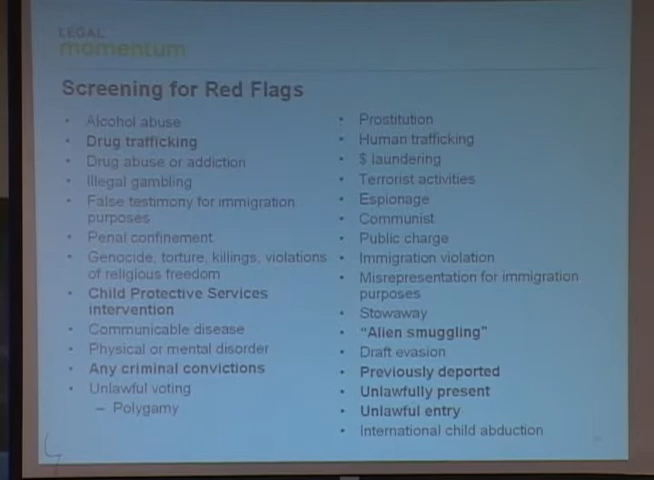 LEGAL
momentum
Screening for Red Flags
• Alcohol abuse
• Drug trafficking
• Drug abuse or addiction
• Illegal gambling
• False testimony for immigration
purposes
• Penal confinement
• Genocide, torture, killings, violations
of religious freedom
• Child Protective Services
intervention
• Communicable disease
• Physical or mental disorder
• Any criminal convictions
• Unlawful voting
– Polygamy
• Prostitution
• Human trafficking
• $ laundering
• Terrorist activities
• Espionage
• Communist
• Public charge
• Immigration violation
• Misrepresentation for immigration
purposes
• Stowaway
• “Alien smuggling”
• Draft evasion
• Previously deported
• Unlawfully present
• Unlawful entry
• International child abduction